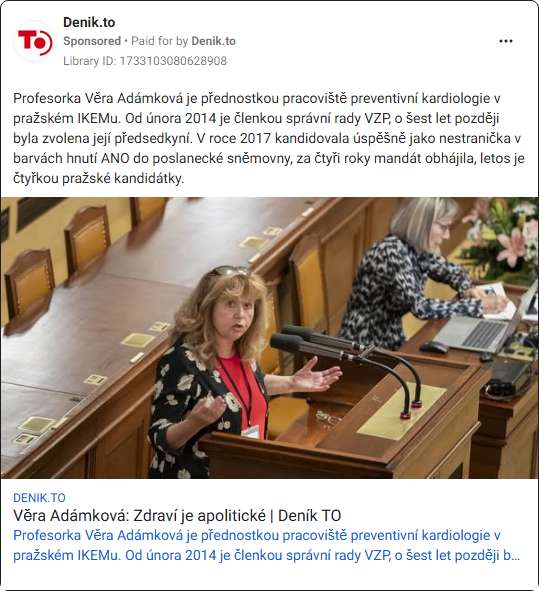 Denik.to
Sponsored • Paid for by Denik.to
Library ID: 1733103080628908
TO
Profesorka Věra Adámková je přednostkou pracoviště preventivní kardiologie v
pražském IKEMu. Od února 2014 je členkou správní rady VZP, o šest let později
byla zvolena její předsedkyní. V roce 2017 kandidovala úspěšně jako nestraníčka v
barvách hnutí ANO do poslanecké sněmovny, za čtyři roky mandát obhájila, letos je
čtyřkou pražské kandidátky.
DENIK.TO
Věra Adámková: Zdraví je apolitické | Deník TO
Profesorka Věra Adámková je přednostkou pracoviště preventivní kardiologie v
pražském IKEMu. Od února 2014 je členkou správní rady VZP, o šest let později b...